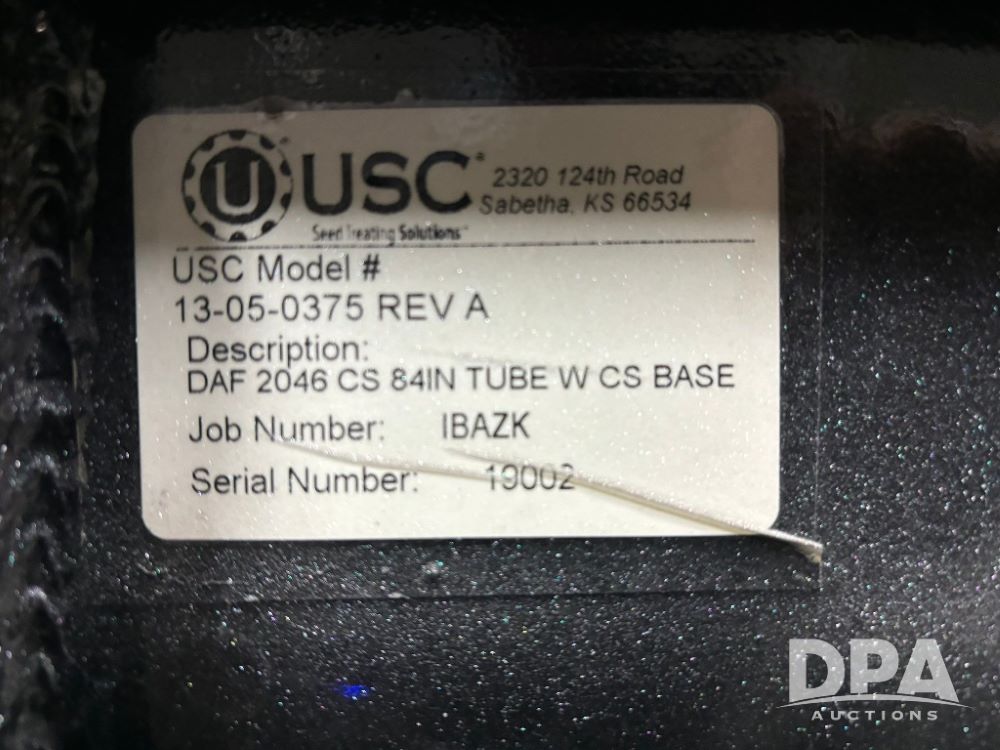 U USC® 2320 124th Road
Sabetha, KS 66534
Seed Treating Solutions™
USC Model #
13-05-0375 REV A
Description:
DAF 2046 CS 84IN TUBE W CS BASE
Job Number: IBAZK
Serial Number: 19002
DPA
AUCTIONS